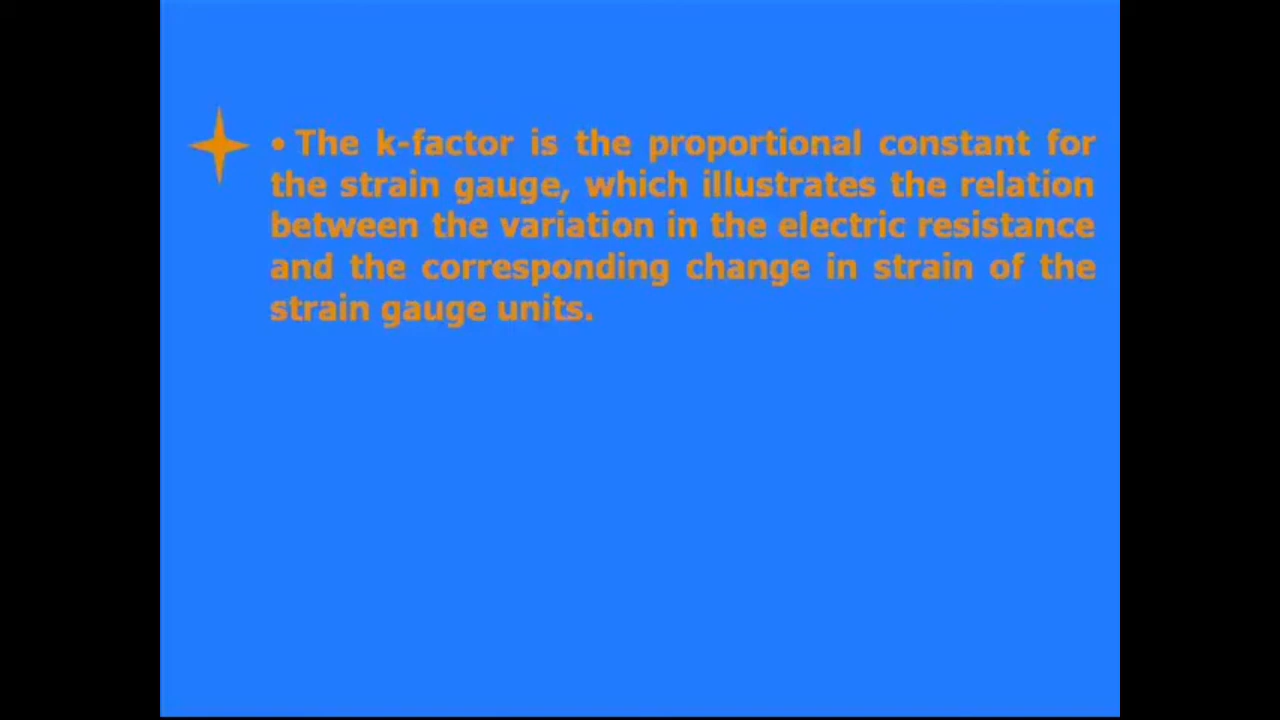 • The k-factor is the proportional constant for
the strain gauge, which illustrates the relation
between the variation in the electric resistance
and the corresponding change in strain of the
strain gauge units.